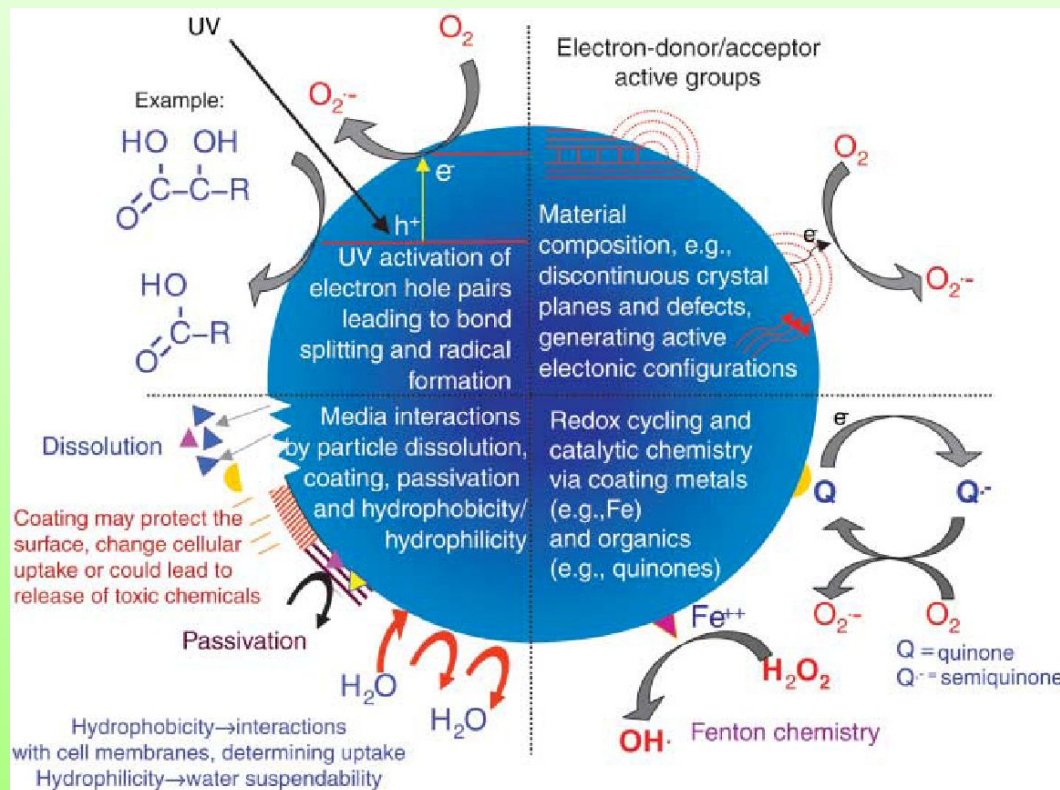 UV
O₂
O₂·-
Example:
HO OH
C–C–R
O
HO
C–R
O
e-
h⁺
UV activation of
electron hole pairs
leading to bond
splitting and radical
formation
Electron-donor/acceptor
active groups
Material
composition, e.g.,
discontinuous crystal
planes and defects,
generating active
electonic configurations
O₂
e-
O₂·-
Dissolution
Media interactions
by particle dissolution,
coating, passivation
and hydrophobicity/
hydrophilicity
Coating may protect the
surface, change cellular
uptake or could lead to
release of toxic chemicals
Passivation
H₂O
H₂O
Hydrophobicity→interactions
with cell membranes, determining uptake
Hydrophilicity→water suspendability
Redox cycling and
catalytic chemistry
via coating metals
(e.g.,Fe)
and organics
(e.g., quinones)
e-
Q
Q·-
O₂·-
O₂
Q = quinone
Q·- = semiquinone
Fe⁺⁺
H₂O₂
OH·
Fenton chemistry